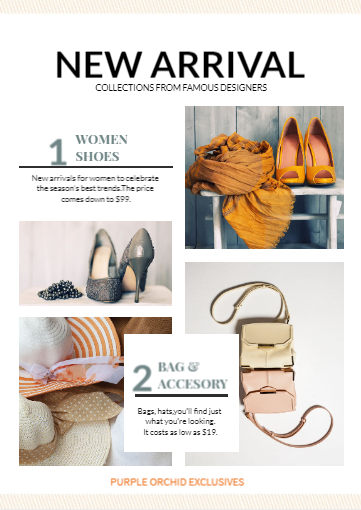 NEW ARRIVAL
COLLECTIONS FROM FAMOUS DESIGNERS
1 WOMEN
SHOES
New arrivals for women to celebrate
the season's best trends.The price
comes down to $99.
2 BAG &
ACCESORY
Bags, hats,you'll find just
what you're looking.
It costs as low as $19.
PURPLE ORCHID EXCLUSIVES